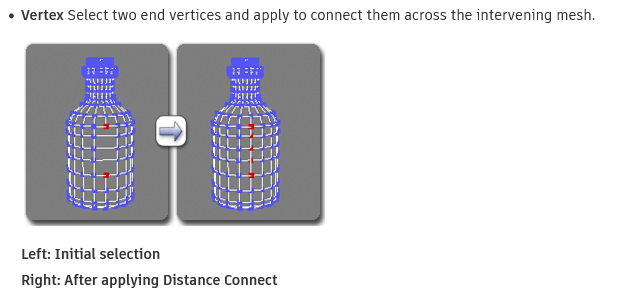 • Vertex Select two end vertices and apply to connect them across the intervening mesh.
Left: Initial selection
Right: After applying Distance Connect